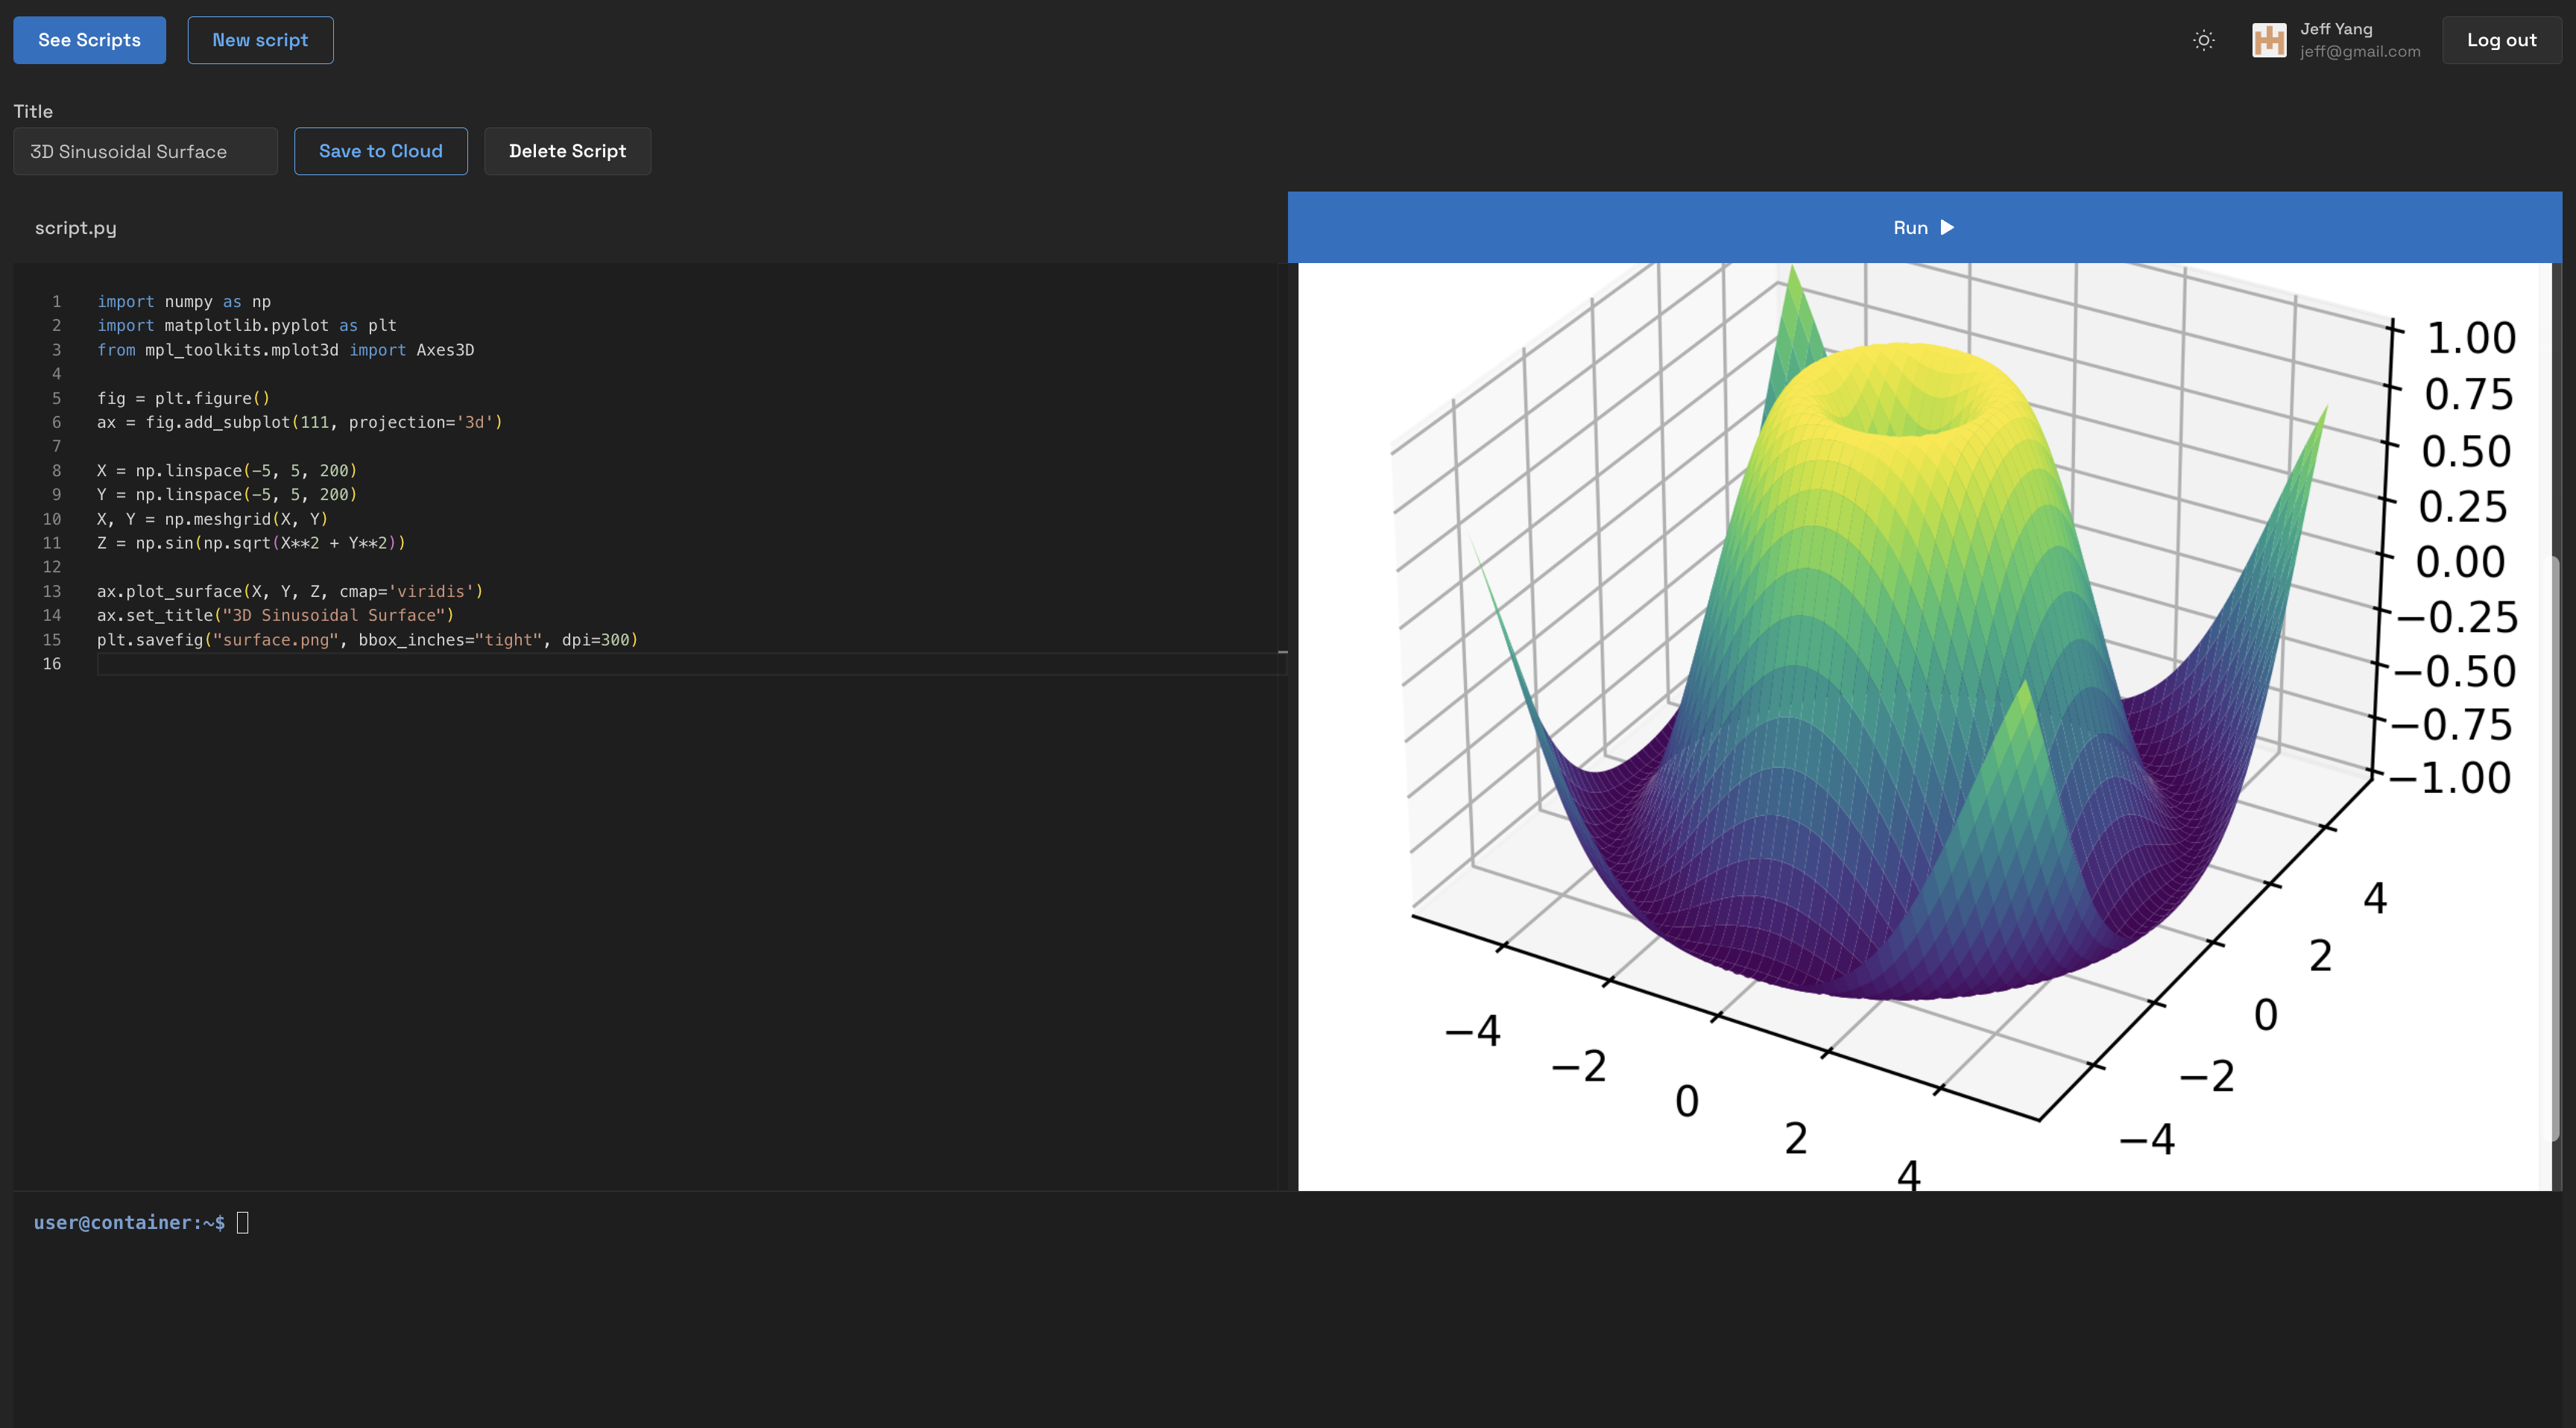 See Scripts
New script
Jeff Yang
jeff@gmail.com
Log out
Title
3D Sinusoidal Surface
Save to Cloud
Delete Script
script.py
Run
1 import numpy as np
2 import matplotlib.pyplot as plt
3 from mpl_toolkits.mplot3d import Axes3D
4
5 fig = plt.figure()
6 ax = fig.add_subplot(111, projection='3d')
7
8 X = np.linspace(-5, 5, 200)
9 Y = np.linspace(-5, 5, 200)
10 X, Y = np.meshgrid(X, Y)
11 Z = np.sin(np.sqrt(X**2 + Y**2))
12
13 ax.plot_surface(X, Y, Z, cmap='viridis')
14 ax.set_title("3D Sinusoidal Surface")
15 plt.savefig("surface.png", bbox_inches="tight", dpi=300)
16
1.00
0.75
0.50
0.25
0.00
−0.25
−0.50
−0.75
−1.00
4
2
0
−2
−4
−4
−2
0
2
4
user@container:~$